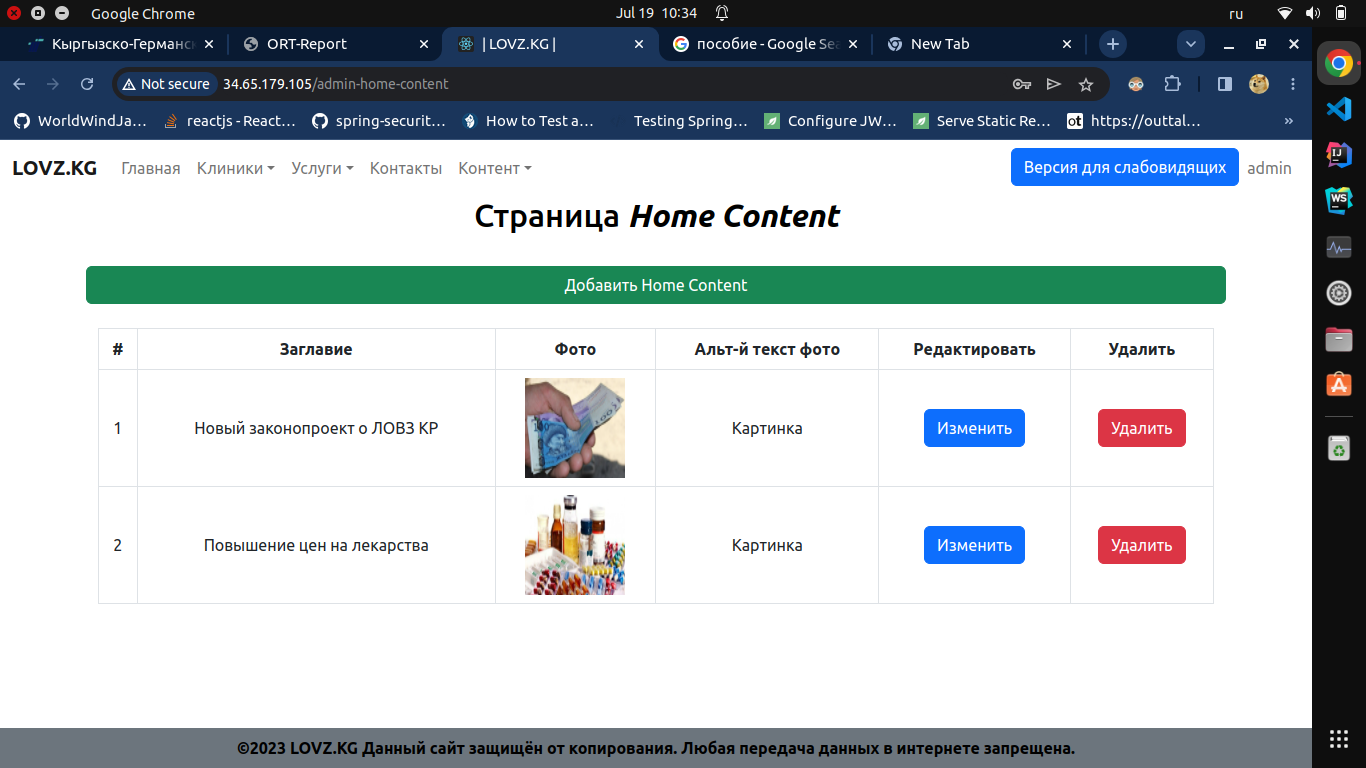 Google Chrome
Jul 19 10:34
ru
Кыргызско-Германс
ORT-Report
| LOVZ.KG |
пособие - Google Sea
New Tab
Not secure
34.65.179.105/admin-home-content
WorldWindJa...
reactjs - React...
spring-securit...
How to Test a...
Testing Spring...
Configure JW...
Serve Static Re...
ot
https://outtal...
»
LOVZ.KG
Главная
Клиники
Услуги
Контакты
Контент
Версия для слабовидящих
admin
Страница Home Content
Добавить Home Content
# Заглавие Фото Альт-й текст фото Редактировать Удалить
1 Новый законопроект о ЛОВЗ КР Картинка Изменить Удалить
2 Повышение цен на лекарства Картинка Изменить Удалить
©2023 LOVZ.KG Данный сайт защищён от копирования. Любая передача данных в интернете запрещена.